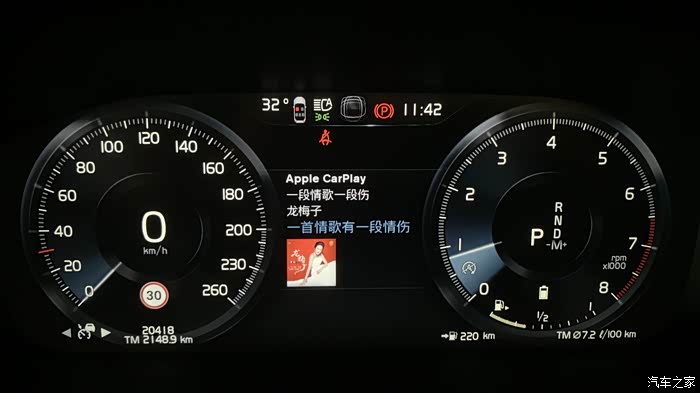 32° A P 11:42
Apple CarPlay
一段情歌一段伤
龙梅子
一首情歌有一段情伤
0 20 40 60 80 100 120 140 160 180 200 230 260
0
km/h
30
20418
TM 2148.9 km
0 1 2 3 4 5 6 7 8
R
N
D
P -M+
rpm
x1000
1/2 1
220 km
TM Ø7.2 ℓ/100 km
汽车之家